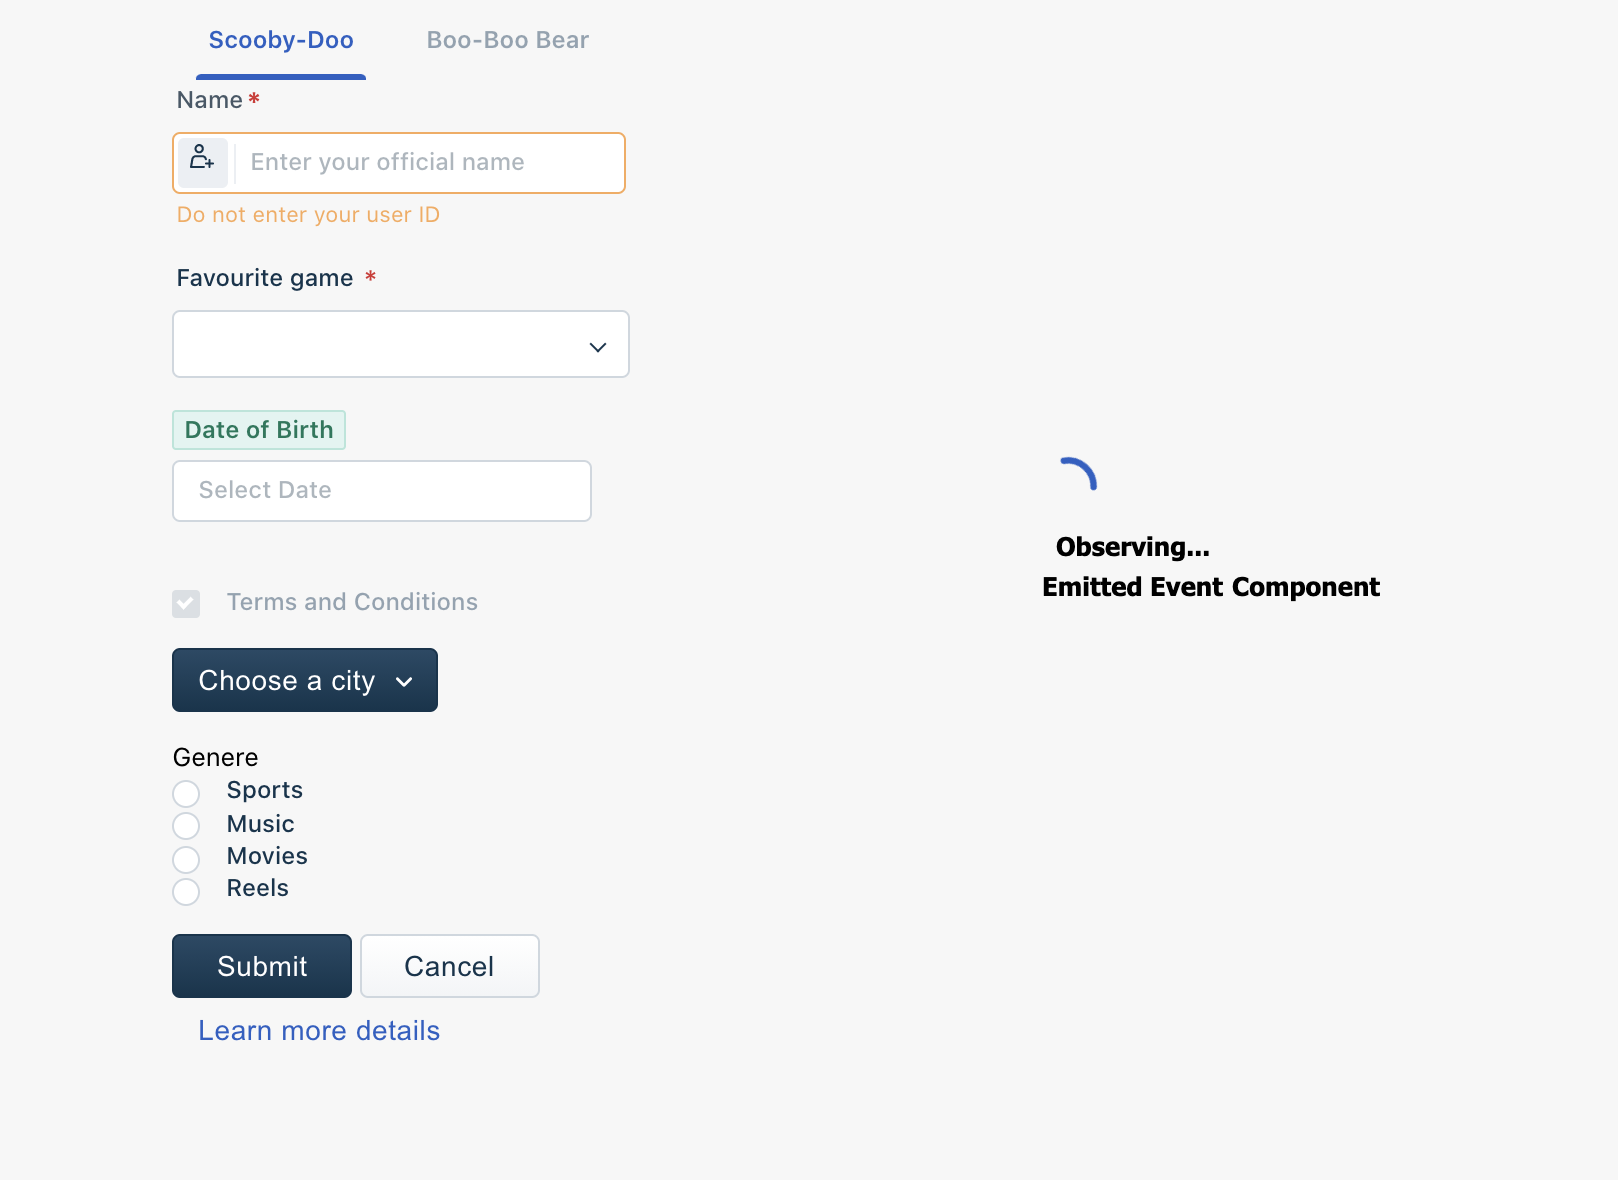 Scooby-Doo Boo-Boo Bear
Name *
Enter your official name
Do not enter your user ID
Favourite game *
Date of Birth
Select Date
Terms and Conditions
Choose a city
Genere
Sports
Music
Movies
Reels
Submit Cancel
Learn more details
Observing...
Emitted Event Component